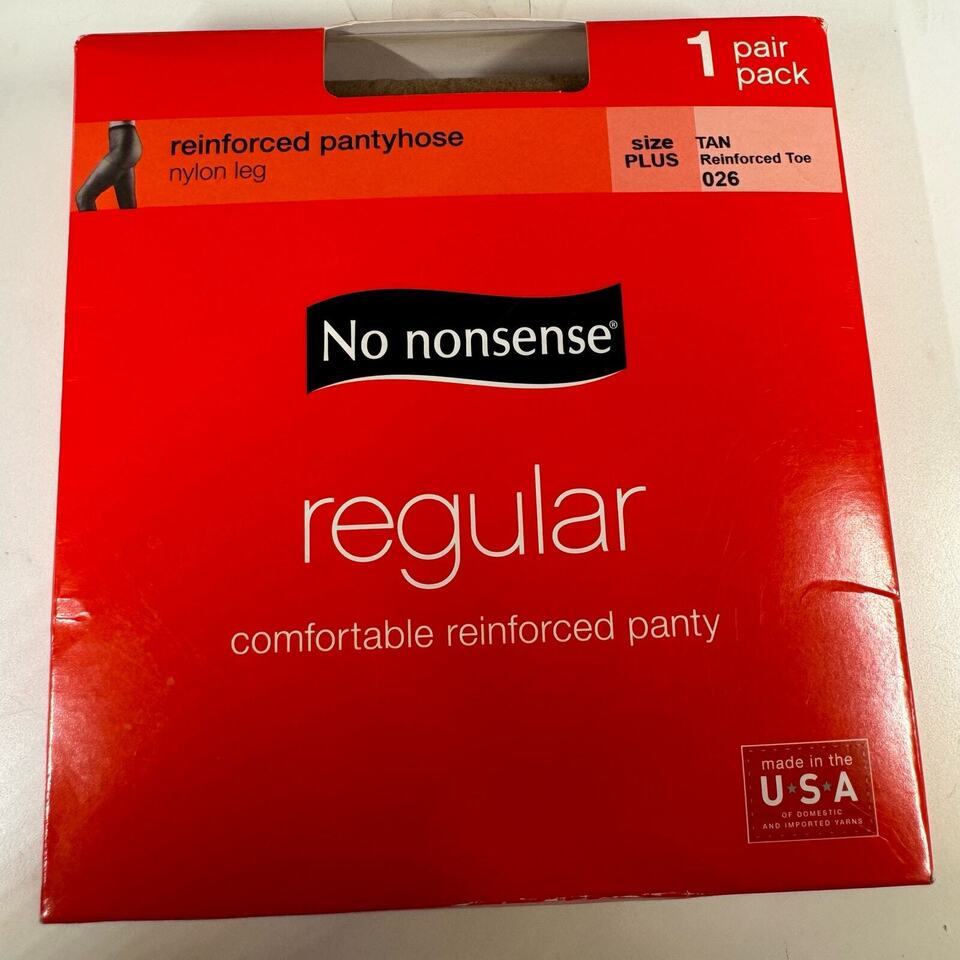 1 pair
pack
reinforced pantyhose
nylon leg
size
PLUS
TAN
Reinforced Toe
026
No nonsense®
regular
comfortable reinforced panty
made in the
U★S★A
OF DOMESTIC
AND IMPORTED YARNS